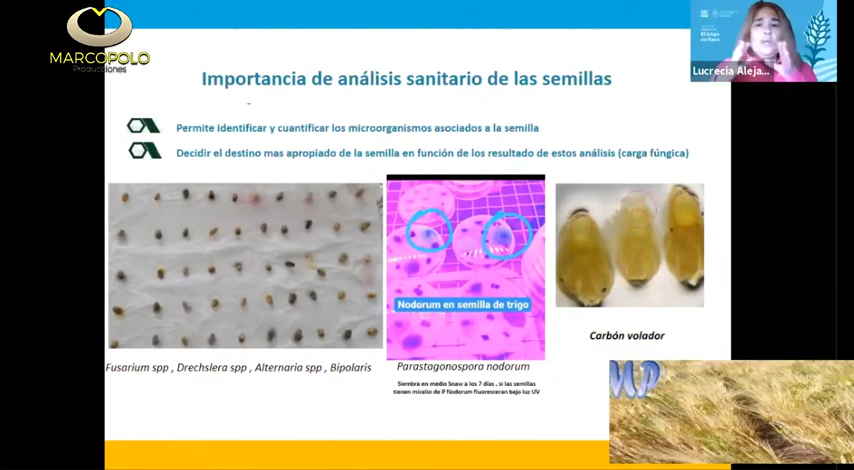 MARCOPOLO
Producciones
Lucrecia Aleja...
Importancia de análisis sanitario de las semillas
Permite identificar y cuantificar los microorganismos asociados a la semilla
Decidir el destino mas apropiado de la semilla en función de los resultado de estos análisis (carga fúngica)
Nodorum en semilla de trigo
Carbón volador
Fusarium spp , Drechslera spp , Alternaria spp , Bipolaris
Parastagonospora nodorum
Siembra en medio Snaw a los 7 días , si las semillas
tienen micelio de P Nodorum fluoresceran bajo luz UV
MP